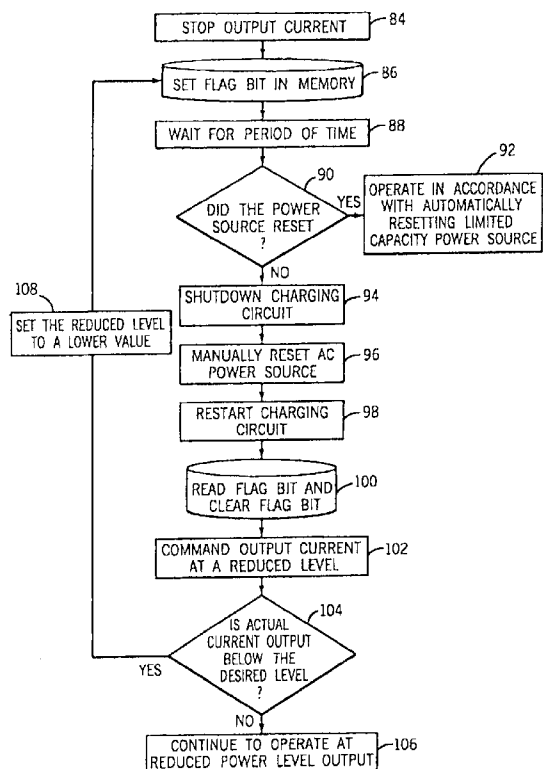 STOP OUTPUT CURRENT
84
SET FLAG BIT IN MEMORY
86
WAIT FOR PERIOD OF TIME
88
90
DID THE POWER
SOURCE RESET
?
YES
92
OPERATE IN ACCORDANCE
WITH AUTOMATICALLY
RESETTING LIMITED
CAPACITY POWER SOURCE
NO
108
SET THE REDUCED LEVEL
TO A LOWER VALUE
SHUTDOWN CHARGING
CIRCUIT
94
MANUALLY RESET AC
POWER SOURCE
96
RESTART CHARGING
CIRCUIT
98
READ FLAG BIT AND
CLEAR FLAG BIT
100
COMMAND OUTPUT CURRENT
AT A REDUCED LEVEL
102
104
IS ACTUAL
CURRENT OUTPUT
BELOW THE
DESIRED LEVEL
?
YES
NO
CONTINUE TO OPERATE AT
REDUCED POWER LEVEL OUTPUT
106